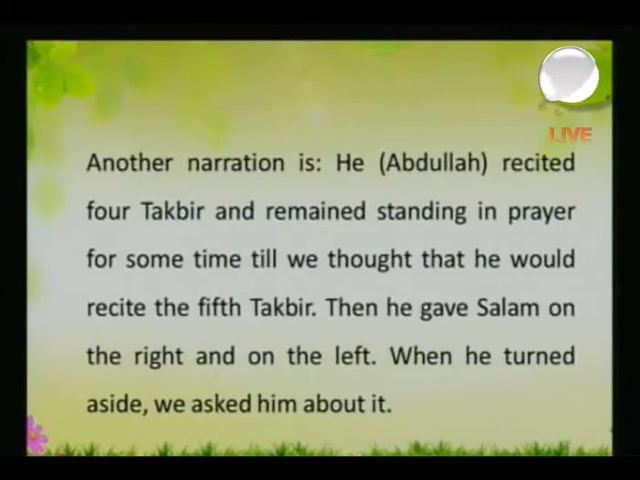 LIVE
Another narration is: He (Abdullah) recited
four Takbir and remained standing in prayer
for some time till we thought that he would
recite the fifth Takbir. Then he gave Salam on
the right and on the left. When he turned
aside, we asked him about it.